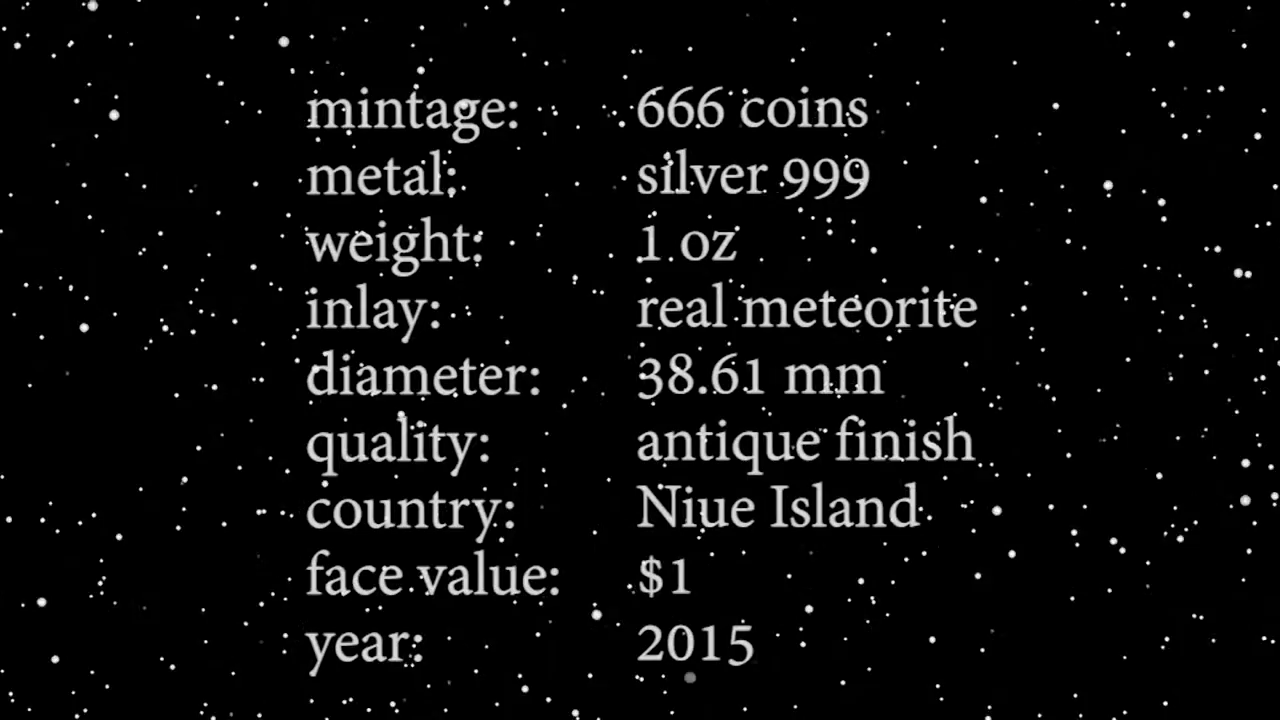 mintage: 666 coins
metal: silver 999
weight: 1 oz
inlay: real meteorite
diameter: 38.61 mm
quality: antique finish
country: Niue Island
face value: $1
year: 2015